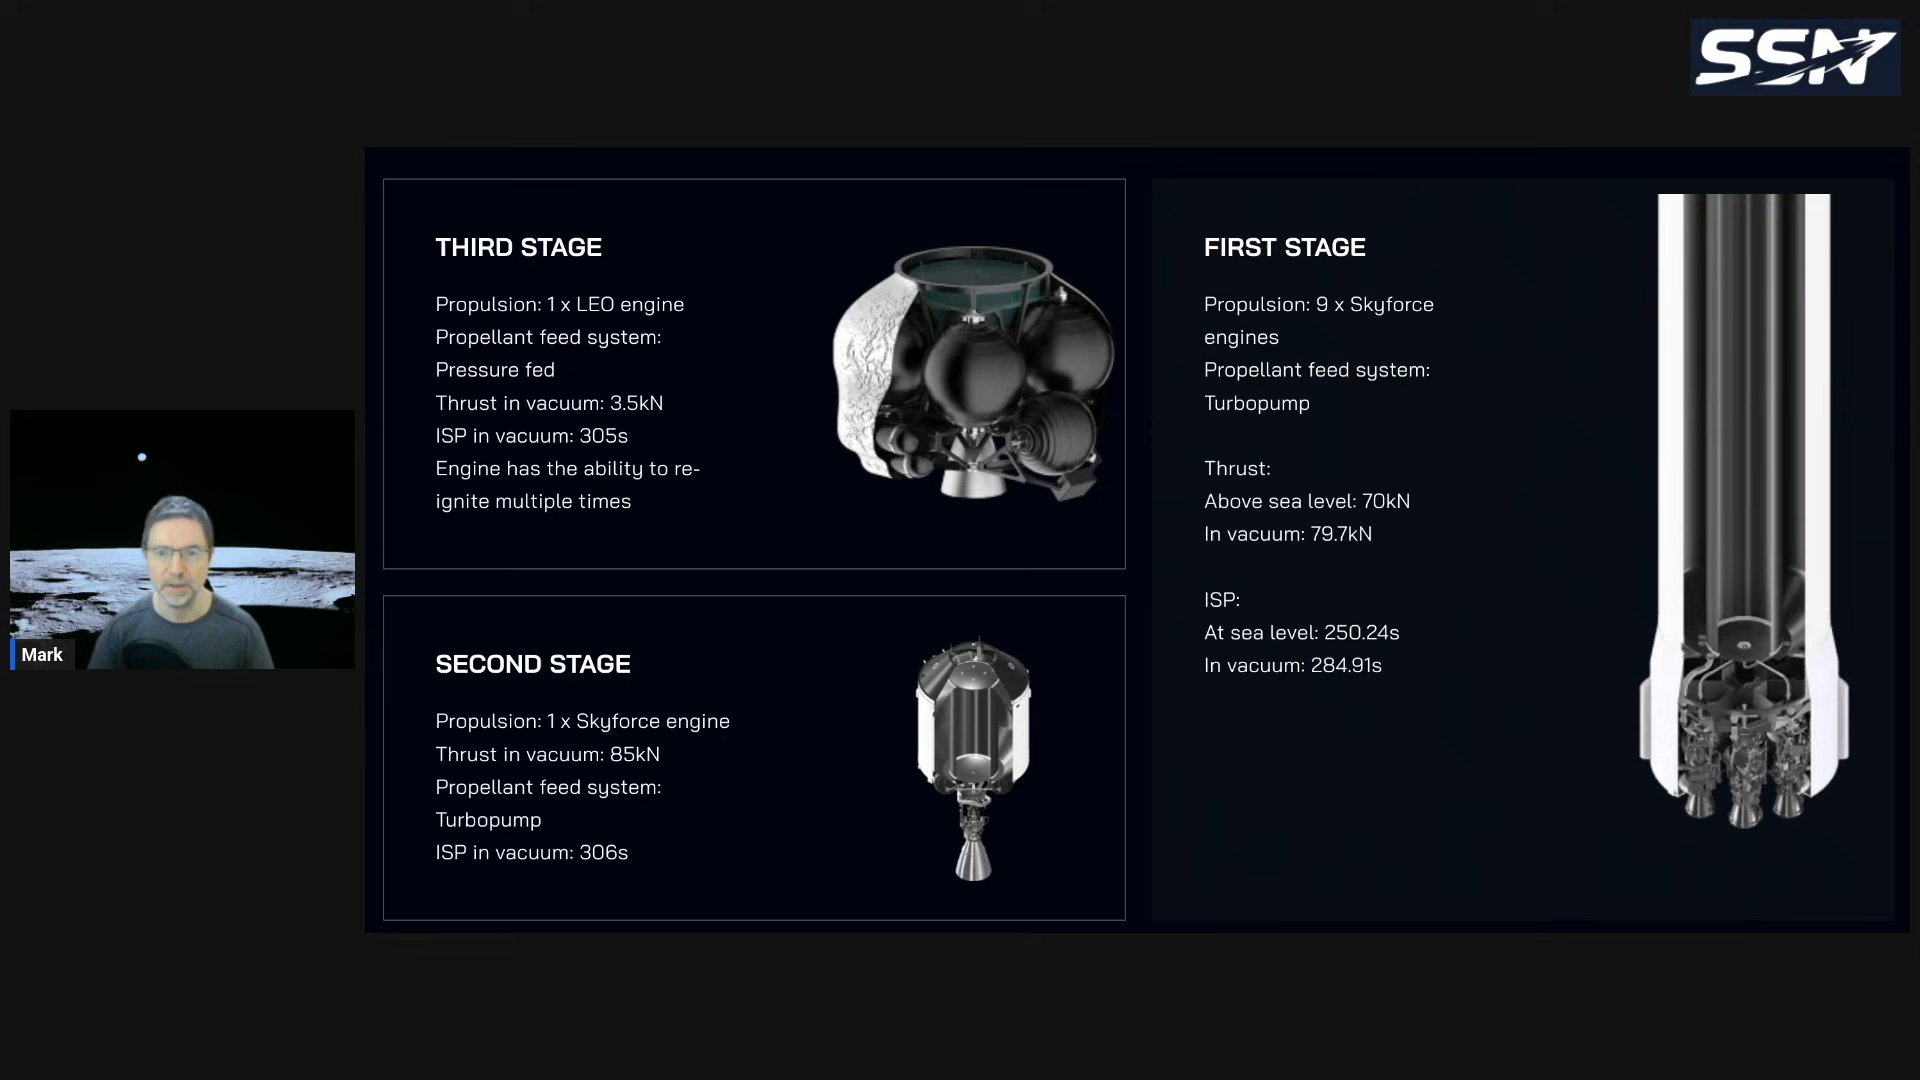 SSN
THIRD STAGE
Propulsion: 1 x LEO engine
Propellant feed system:
Pressure fed
Thrust in vacuum: 3.5kN
ISP in vacuum: 305s
Engine has the ability to re-
ignite multiple times
SECOND STAGE
Propulsion: 1 x Skyforce engine
Thrust in vacuum: 85kN
Propellant feed system:
Turbopump
ISP in vacuum: 306s
FIRST STAGE
Propulsion: 9 x Skyforce
engines
Propellant feed system:
Turbopump
Thrust:
Above sea level: 70kN
In vacuum: 79.7kN
ISP:
At sea level: 250.24s
In vacuum: 284.91s
Mark